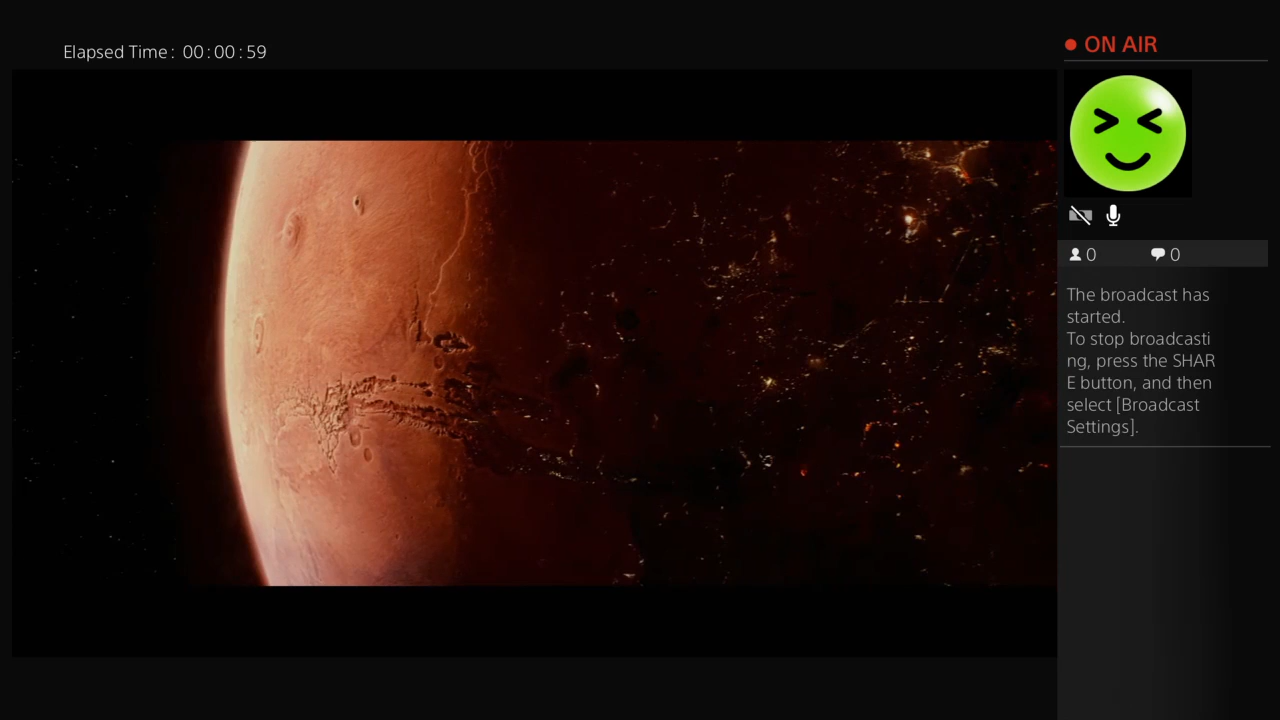 Elapsed Time: 00:00:59
ON AIR
0 0
The broadcast has
started.
To stop broadcasti
ng, press the SHAR
E button, and then
select [Broadcast
Settings].